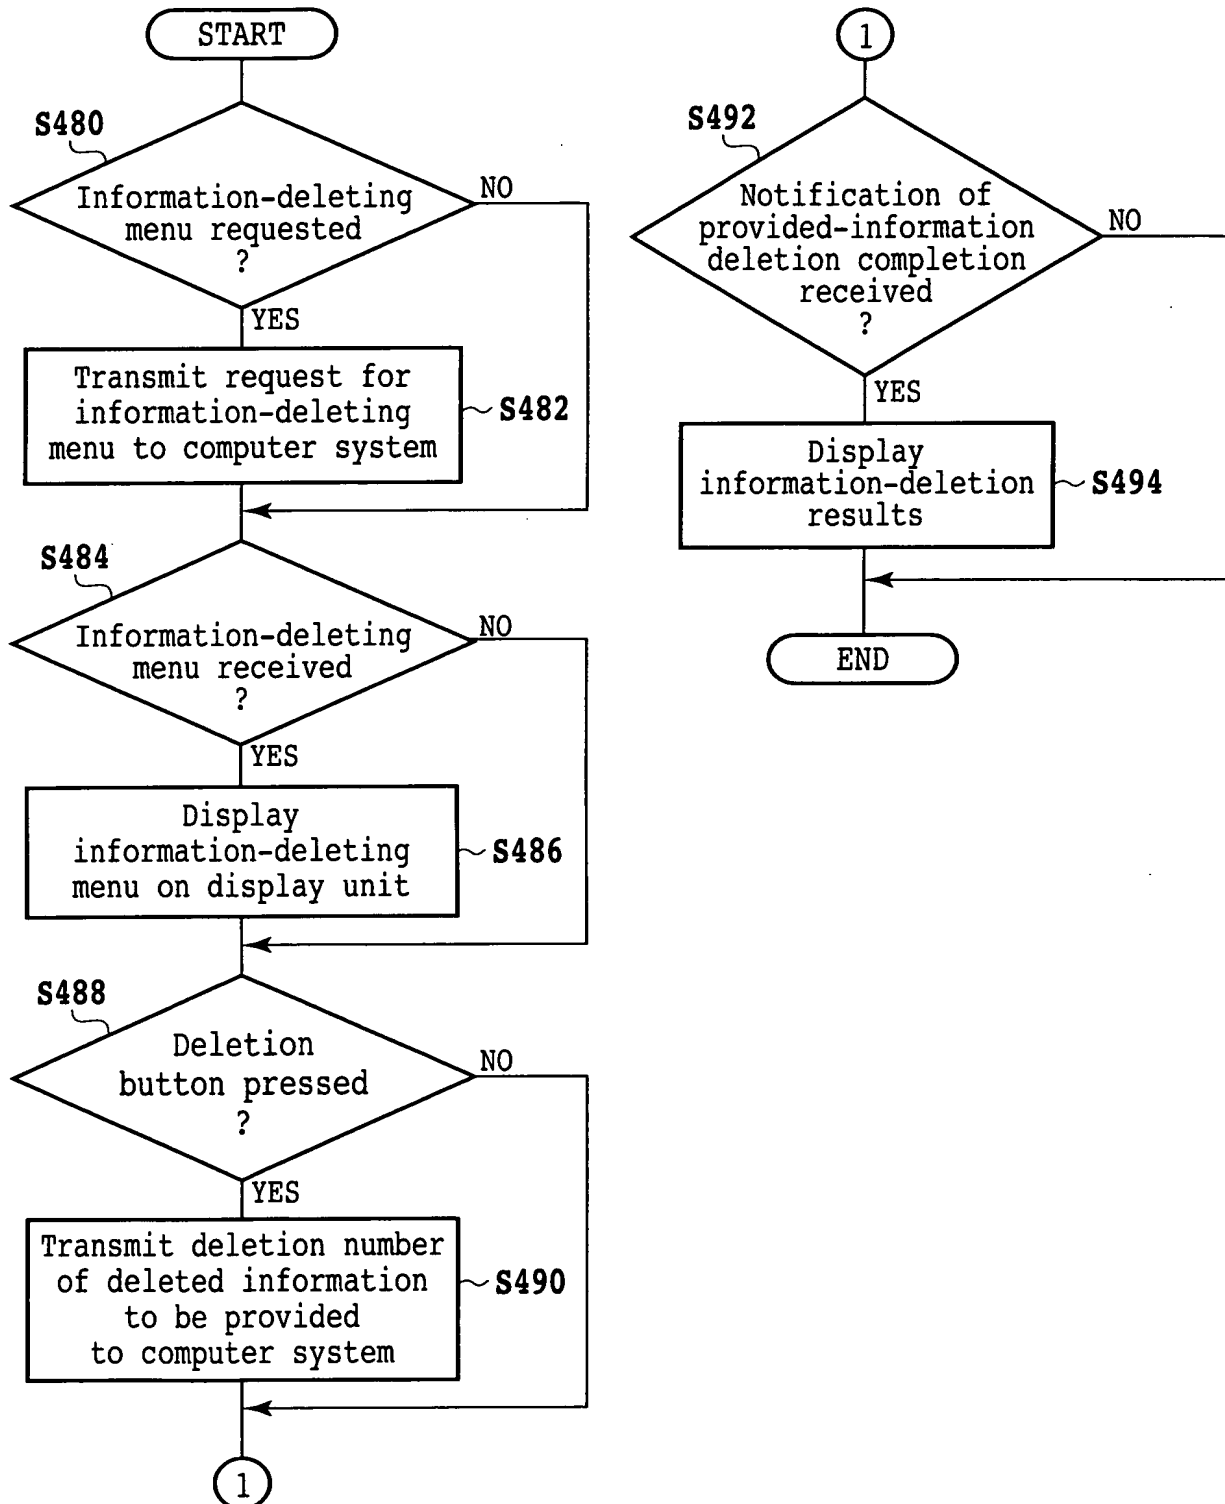 START
S480
Information-deleting
menu requested
?
NO
YES
Transmit request for
information-deleting
menu to computer system
S482
S484
Information-deleting
menu received
?
NO
YES
Display
information-deleting
menu on display unit
S486
S488
Deletion
button pressed
?
NO
YES
Transmit deletion number
of deleted information
to be provided
to computer system
S490
1
1
S492
Notification of
provided-information
deletion completion
received
?
NO
YES
Display
information-deletion
results
S494
END